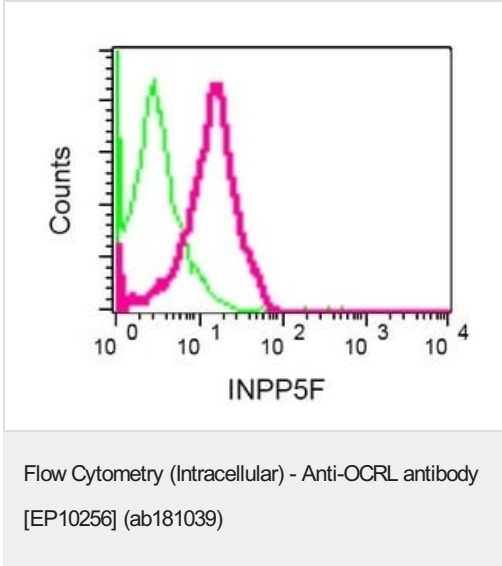 Counts
10 0 10 1 10 2 10 3 10 4
INPP5F
Flow Cytometry (Intracellular) - Anti-OCRL antibody
[EP10256] (ab181039)